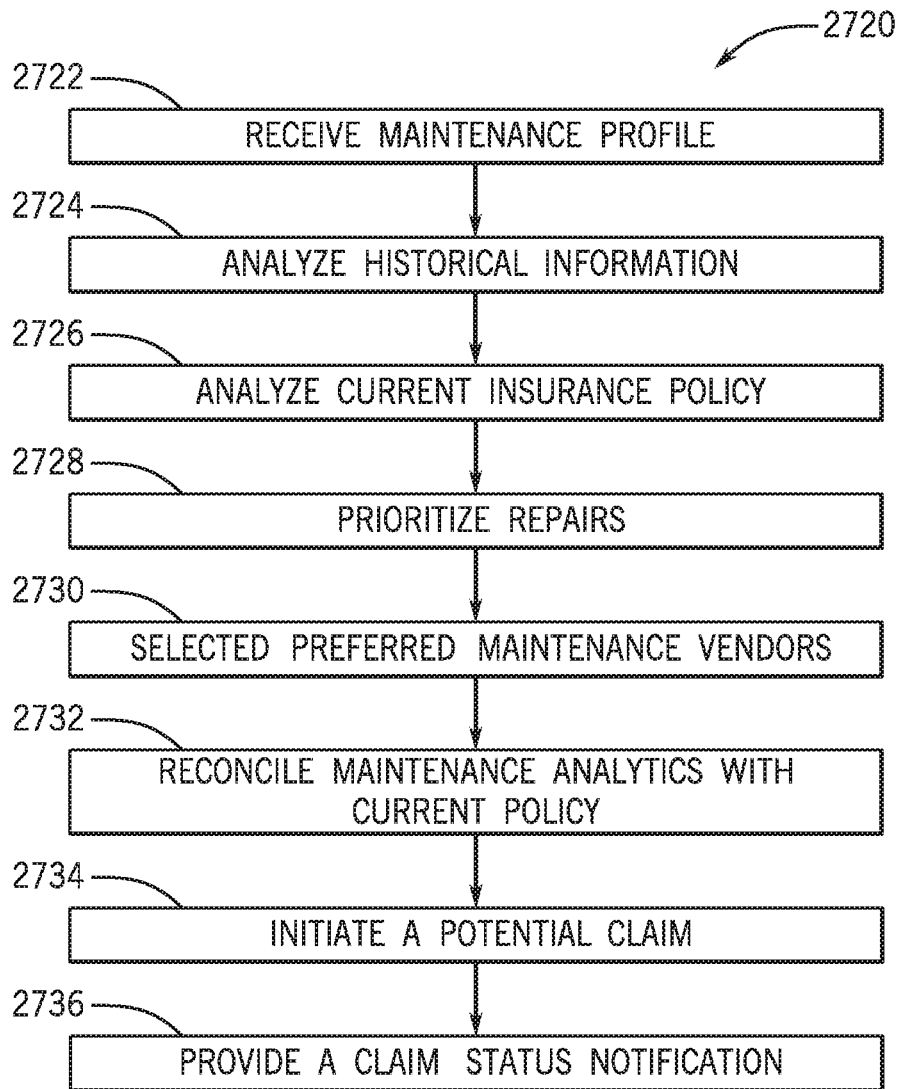 2720
2722
RECEIVE MAINTENANCE PROFILE
2724
ANALYZE HISTORICAL INFORMATION
2726
ANALYZE CURRENT INSURANCE POLICY
2728
PRIORITIZE REPAIRS
2730
SELECTED PREFERRED MAINTENANCE VENDORS
2732
RECONCILE MAINTENANCE ANALYTICS WITH
CURRENT POLICY
2734
INITIATE A POTENTIAL CLAIM
2736
PROVIDE A CLAIM STATUS NOTIFICATION